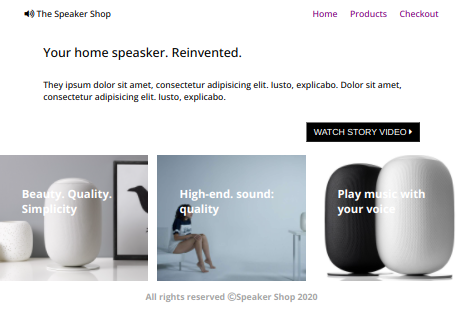 The Speaker Shop
Home Products Checkout
Your home speasker. Reinvented.
They ipsum dolor sit amet, consectetur adipisicing elit. Iusto, explicabo. Dolor sit amet,
consectetur adipisicing elit. Iusto, explicabo.
WATCH STORY VIDEO
Beauty. Quality.
Simplicity
High-end. sound:
quality
Play music with
your voice
All rights reserved ©Speaker Shop 2020